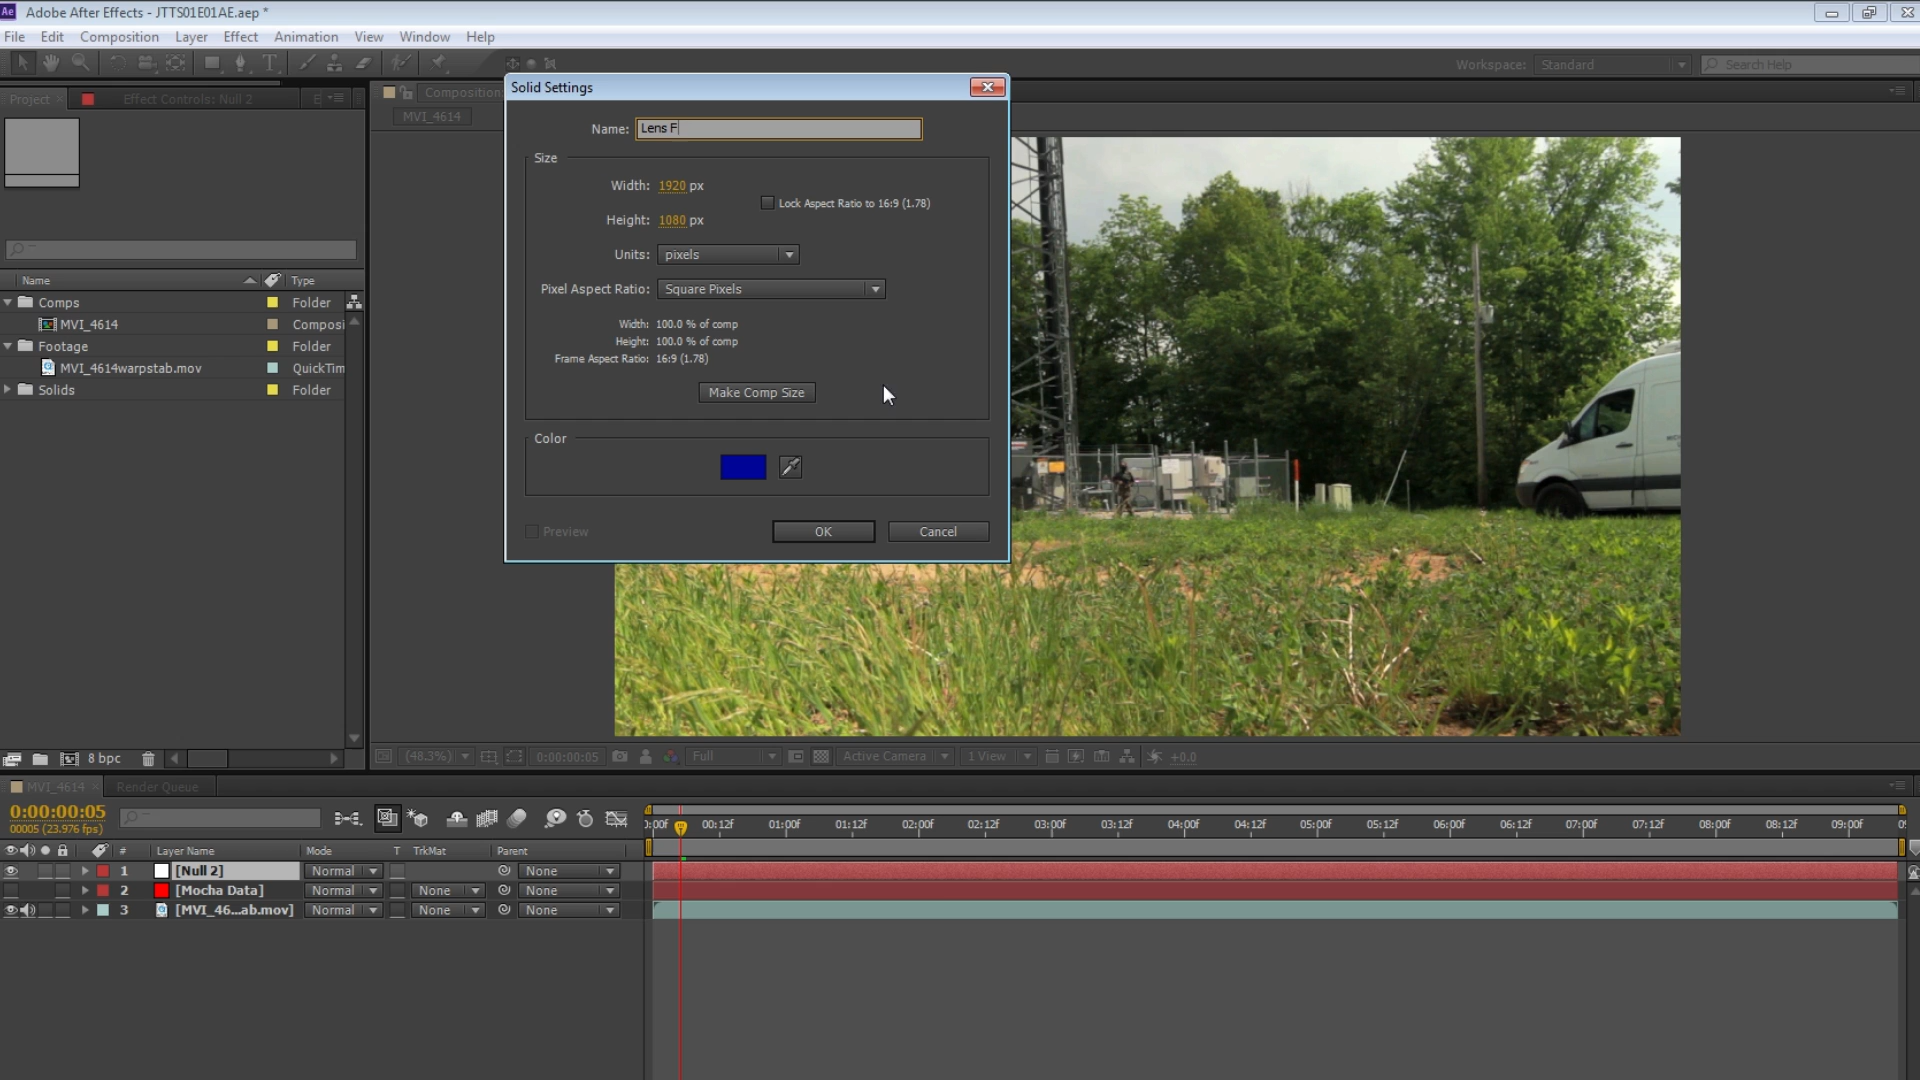 Ae Adobe After Effects - JTTS01E01AE.aep *
File Edit Composition Layer Effect Animation View Window Help
Workspace: Standard Search Help
Project Effect Controls: Null 2 E Composition:
MVI_4614
Solid Settings
Name: Lens F
Size
Width: 1920 px
Lock Aspect Ratio to 16:9 (1.78)
Height: 1080 px
Units: pixels
Pixel Aspect Ratio: Square Pixels
Width: 100.0 % of comp
Height: 100.0 % of comp
Frame Aspect Ratio: 16:9 (1.78)
Make Comp Size
Color
Preview OK Cancel
Name Type
Comps Folder
MVI_4614 Composi
Footage Folder
MVI_4614warpstab.mov QuickTim
Solids Folder
8 bpc
(48.3%) 0:00:00:05 Full Active Camera 1 View +0.0
MVI_4614 Render Queue
0:00:00:05
00005 (23.976 fps)
):00f 00:12f 01:00f 01:12f 02:00f 02:12f 03:00f 03:12f 04:00f 04:12f 05:00f 05:12f 06:00f 06:12f 07:00f 07:12f 08:00f 08:12f 09:00f 09
# Layer Name Mode T TrkMat Parent
1 [Null 2] Normal None
2 [Mocha Data] Normal None None
3 [MVI_46...ab.mov] Normal None None